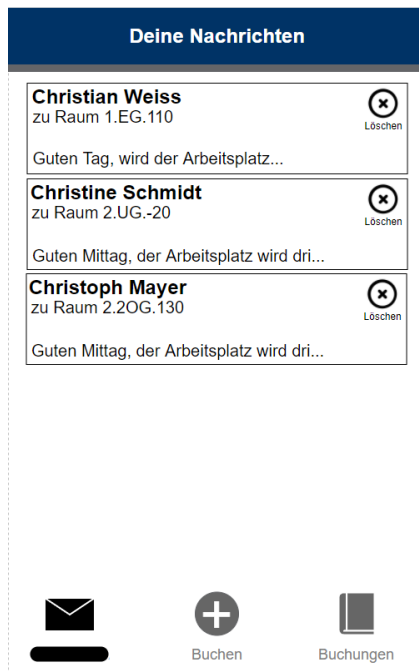 Deine Nachrichten
Christian Weiss
zu Raum 1.EG.110
Löschen
Guten Tag, wird der Arbeitsplatz...
Christine Schmidt
zu Raum 2.UG.-20
Löschen
Guten Mittag, der Arbeitsplatz wird dri...
Christoph Mayer
zu Raum 2.2OG.130
Löschen
Guten Mittag, der Arbeitsplatz wird dri...
Buchen
Buchungen